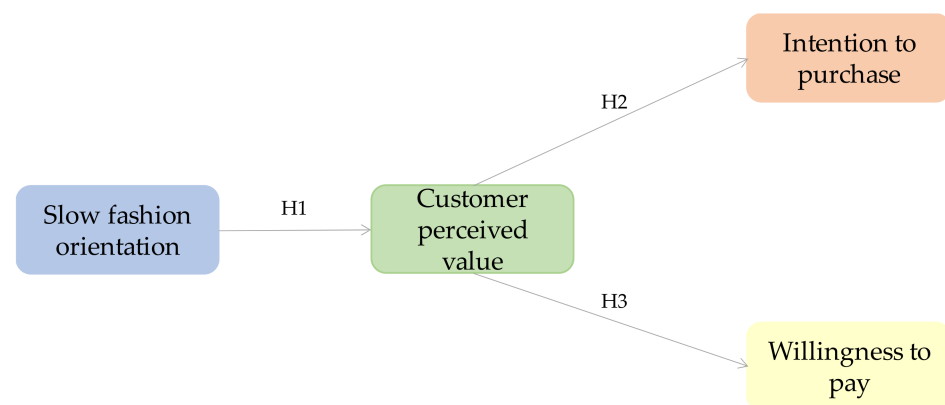 Intention to
purchase
H2
Slow fashion
orientation
H1
Customer
perceived
value
H3
Willingness to
pay